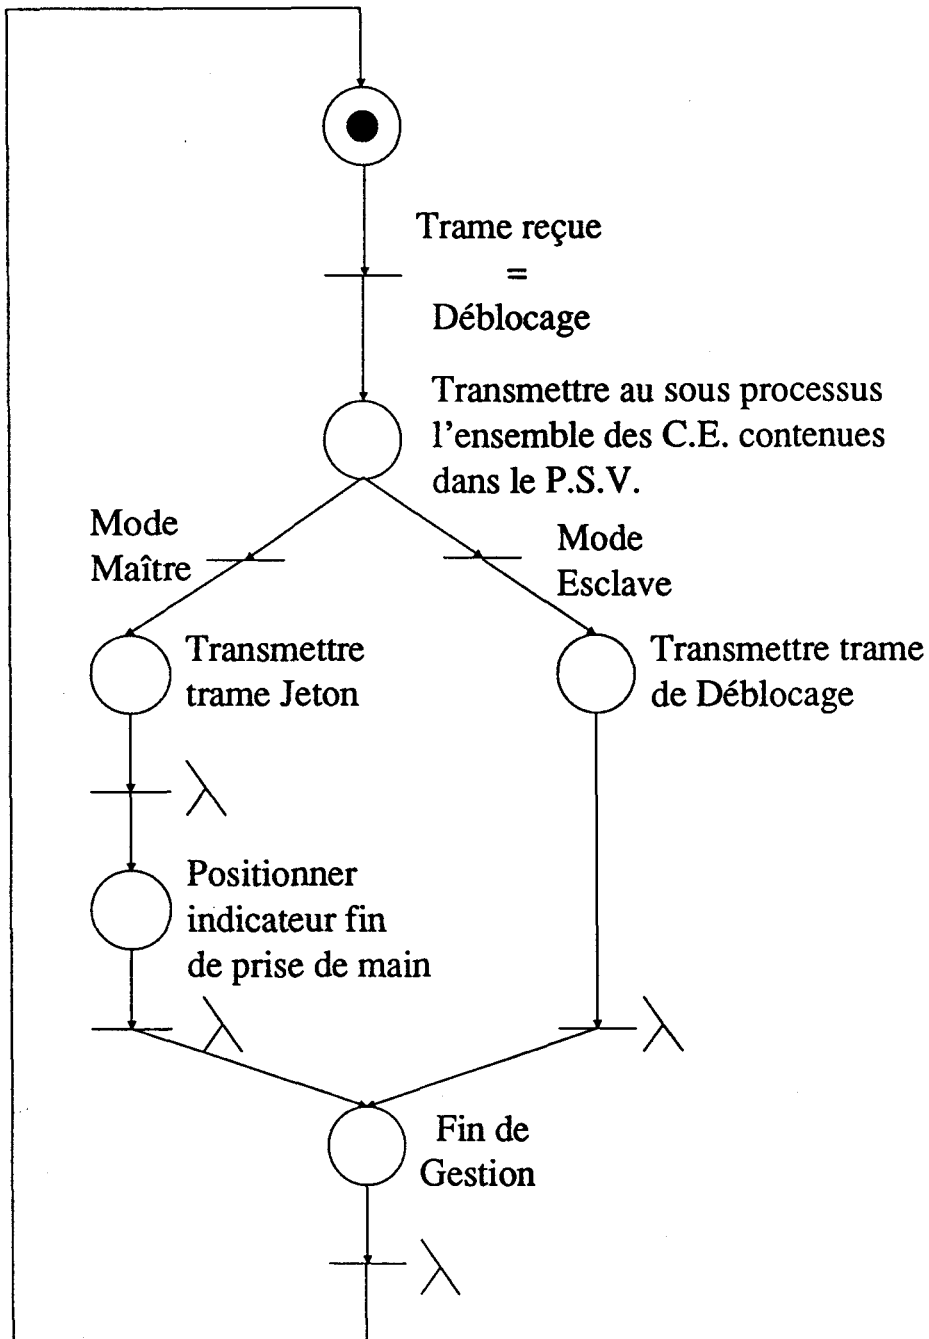 Trame reçue
=
Déblocage
Transmettre au sous processus
l'ensemble des C.E. contenues
dans le P.S.V.
Mode
Maître
Mode
Esclave
Transmettre
trame Jeton
Transmettre trame
de Déblocage
λ
Positionner
indicateur fin
de prise de main
λ
λ
Fin de
Gestion
λ